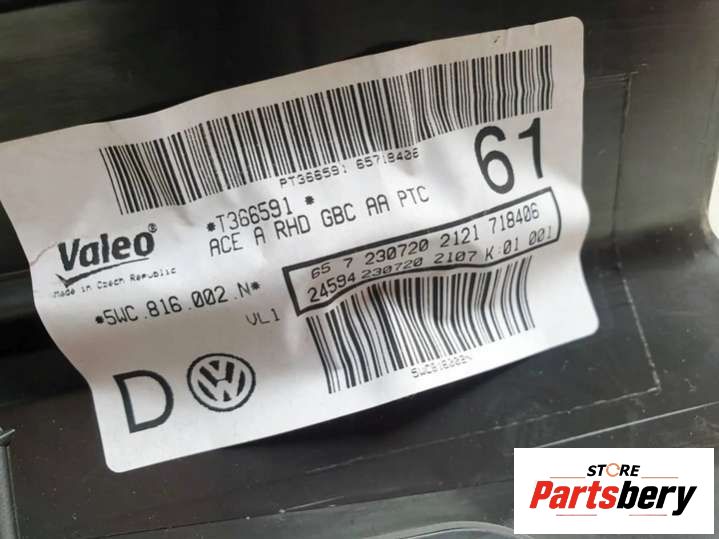 PT366591 65718406
61
*T366591 *
ACE A RHD GBC AA PTC
Valeo
Made in Czech Republic
65 7 230720 2121 718406
24594 230720 2107 K:01 001
*5WC.816.002.N*
VL1
5WC816002N
D
VW
STORE
Partsbery